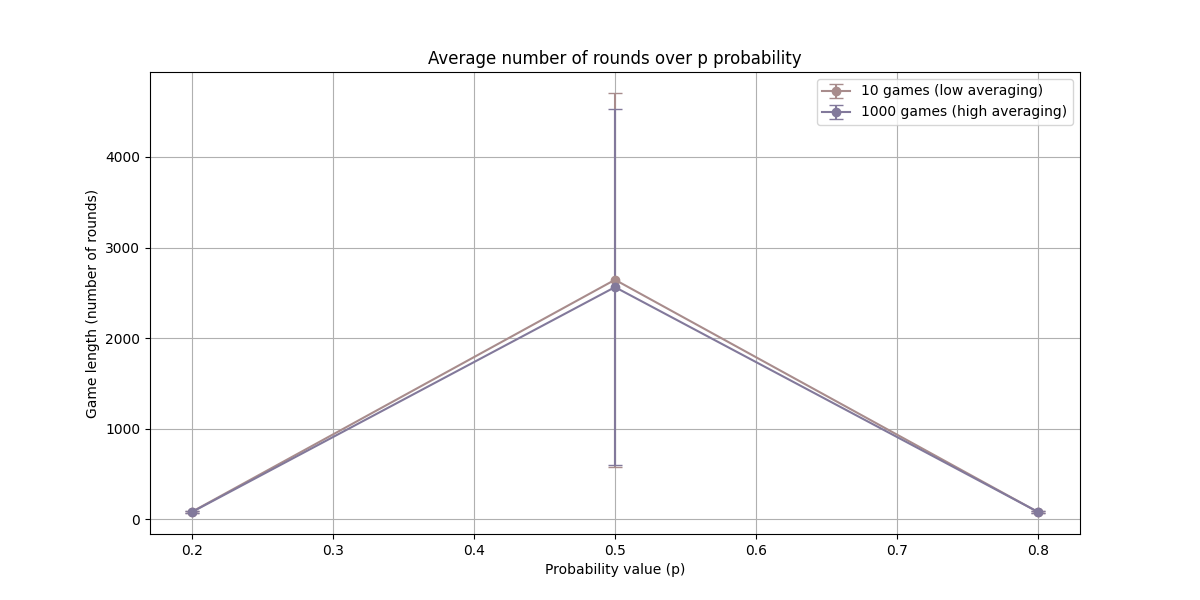 Average number of rounds over p probability
10 games (low averaging)
1000 games (high averaging)
Game length (number of rounds)
4000
3000
2000
1000
0
0.2 0.3 0.4 0.5 0.6 0.7 0.8
Probability value (p)